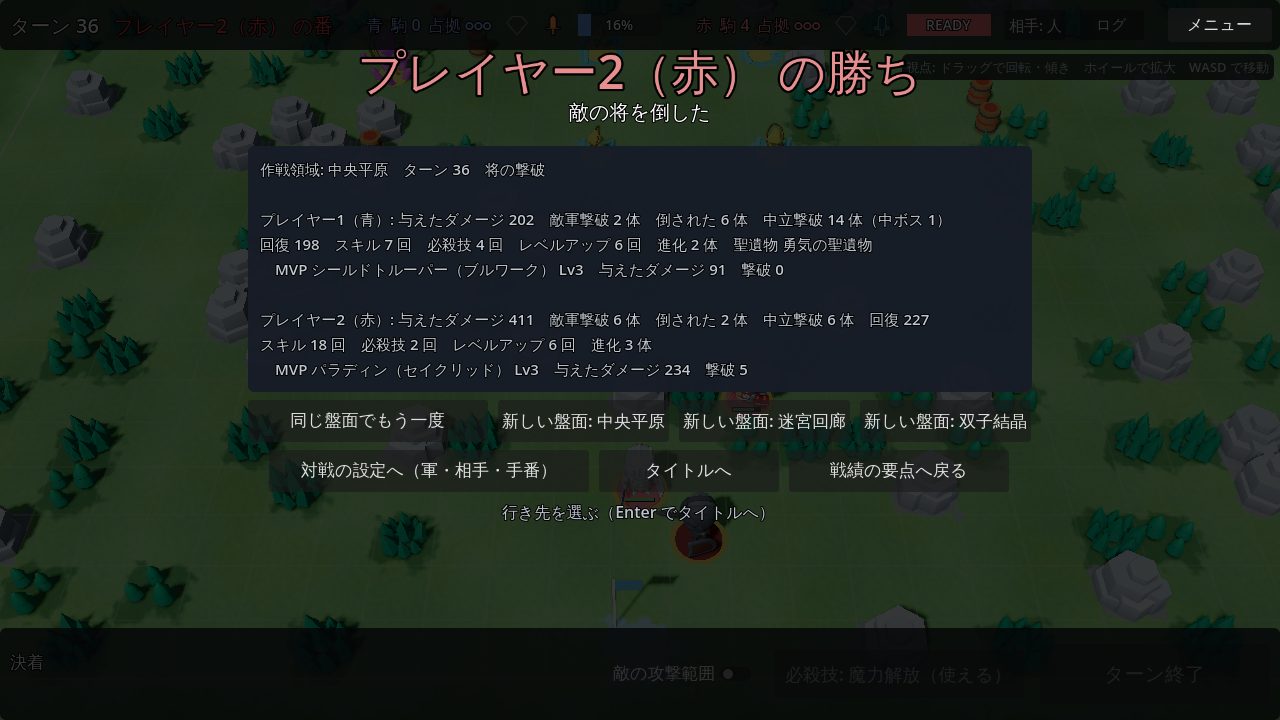 ターン 36 プレイヤー2（赤） の番 青 駒 0 占拠 ○○○ 16% 赤 駒 4 占拠 ○○○ READY 相手: 人 ログ メニュー
視点: ドラッグで回転・傾き ホイールで拡大 WASD で移動
プレイヤー2（赤） の勝ち
敵の将を倒した
作戦領域: 中央平原 ターン 36 将の撃破
プレイヤー1（青）: 与えたダメージ 202 敵軍撃破 2 体 倒された 6 体 中立撃破 14 体（中ボス 1）
回復 198 スキル 7 回 必殺技 4 回 レベルアップ 6 回 進化 2 体 聖遺物 勇気の聖遺物
MVP シールドトルーパー（ブルワーク） Lv3 与えたダメージ 91 撃破 0
プレイヤー2（赤）: 与えたダメージ 411 敵軍撃破 6 体 倒された 2 体 中立撃破 6 体 回復 227
スキル 18 回 必殺技 2 回 レベルアップ 6 回 進化 3 体
MVP パラディン（セイクリッド） Lv3 与えたダメージ 234 撃破 5
同じ盤面でもう一度 新しい盤面: 中央平原 新しい盤面: 迷宮回廊 新しい盤面: 双子結晶
対戦の設定へ（軍・相手・手番） タイトルへ 戦績の要点へ戻る
行き先を選ぶ（Enter でタイトルへ）
決着 敵の攻撃範囲 必殺技: 魔力解放（使える） ターン終了